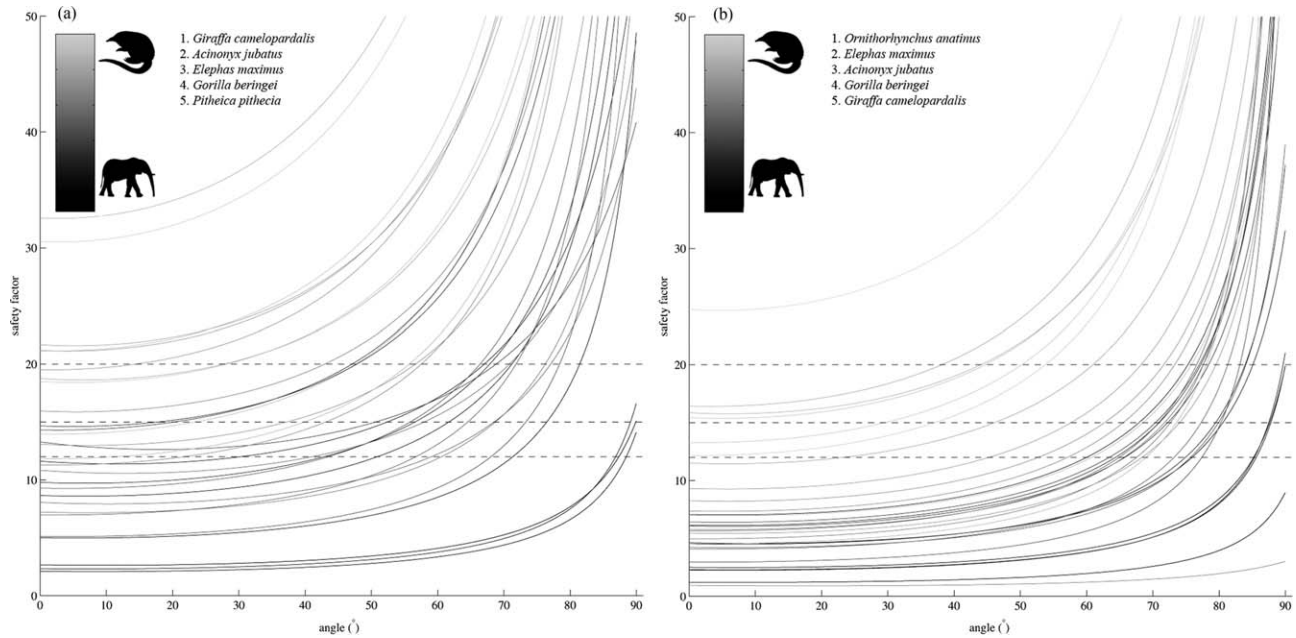 (a)
1. Giraffa camelopardalis
2. Acinonyx jubatus
3. Elephas maximus
4. Gorilla beringei
5. Pitheica pithecia
50
40
30
20
10
0
safety factor
0 10 20 30 40 50 60 70 80 90
angle (°)
(b)
1. Ornithorhynchus anatinus
2. Elephas maximus
3. Acinonyx jubatus
4. Gorilla beringei
5. Giraffa camelopardalis
50
40
30
20
10
0
safety factor
0 10 20 30 40 50 60 70 80 90
angle (°)